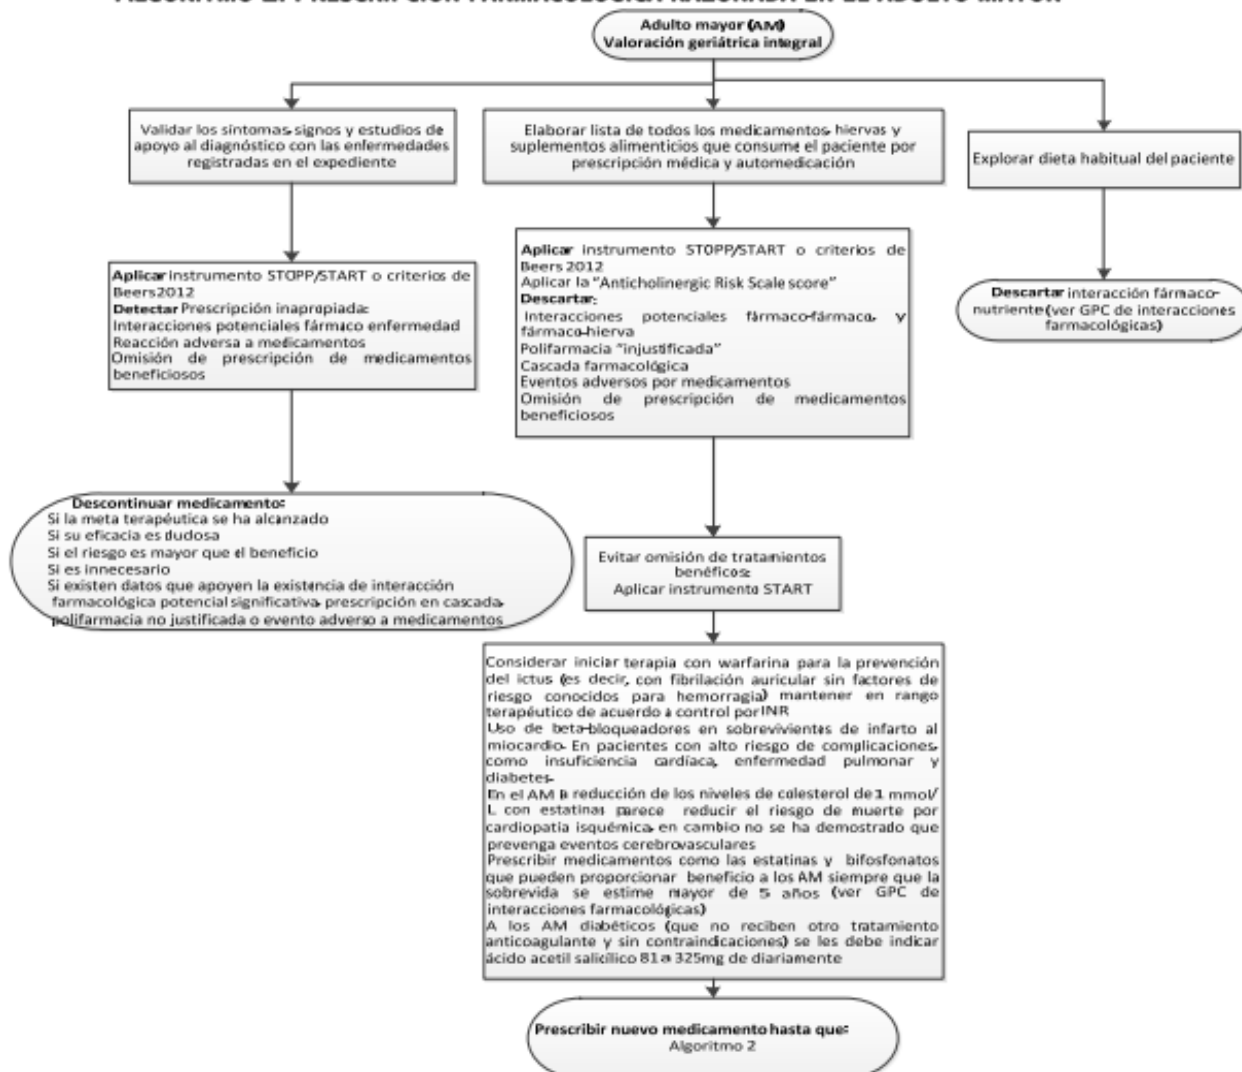 Adulto mayor (AM)
Valoración geriátrica integral
Validar los síntomas, signos y estudios de
apoyo al diagnóstico con las enfermedades
registradas en el expediente
Elaborar lista de todos los medicamentos, hiervas y
suplementos alimenticios que consume el paciente por
prescripción médica y automedicación
Explorar dieta habitual del paciente
Aplicar instrumento STOPP/START o criterios de
Beers2012
Detectar Prescripción inapropiada:
Interacciones potenciales fármaco enfermedad
Reacción adversa a medicamentos
Omisión de prescripción de medicamentos
beneficiosos
Aplicar instrumento STOPP/START o criterios de
Beers 2012
Aplicar la "Anticholinergic Risk Scale score"
Descartar:
Interacciones potenciales fármaco-fármaco, y
fármaco-hierva
Polifarmacia "injustificada"
Cascada farmacológica
Eventos adversos por medicamentos
Omisión de prescripción de medicamentos
beneficiosos
Descartar interacción fármaco-
nutriente (ver GPC de interacciones
farmacológicas)
Descontinuar medicamento:
Si la meta terapéutica se ha alcanzado
Si su eficacia es dudosa
Si el riesgo es mayor que el beneficio
Si es innecesario
Si existen datos que apoyen la existencia de interacción
farmacológica potencial significativa, prescripción en cascada,
polifarmacia no justificada o evento adverso a medicamentos
Evitar omisión de tratamientos
benéficos:
Aplicar instrumento START
Considerar iniciar terapia con warfarina para la prevención
del ictus (es decir, con fibrilación auricular sin factores de
riesgo conocidos para hemorragia) mantener en rango
terapéutico de acuerdo a control por INR
Uso de beta-bloqueadores en sobrevivientes de infarto al
miocardio. En pacientes con alto riesgo de complicaciones,
como insuficiencia cardíaca, enfermedad pulmonar y
diabetes.
En el AM la reducción de los niveles de colesterol de 1 mmol/
L con estatinas parece reducir el riesgo de muerte por
cardiopatía isquémica, en cambio no se ha demostrado que
prevenga eventos cerebrovasculares
Prescribir medicamentos como las estatinas y bifosfonatos
que pueden proporcionar beneficio a los AM siempre que la
sobrevida se estime mayor de 5 años (ver GPC de
interacciones farmacológicas)
A los AM diabéticos (que no reciben otro tratamiento
anticoagulante y sin contraindicaciones) se les debe indicar
ácido acetil salicílico 81 a 325mg de diariamente
Prescribir nuevo medicamento hasta que:
Algoritmo 2